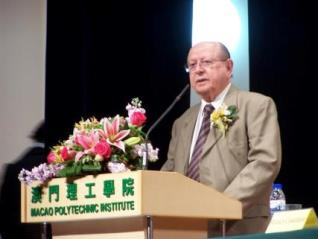 澳門理工學院
MACAO POLYTECHNIC INSTITUTE